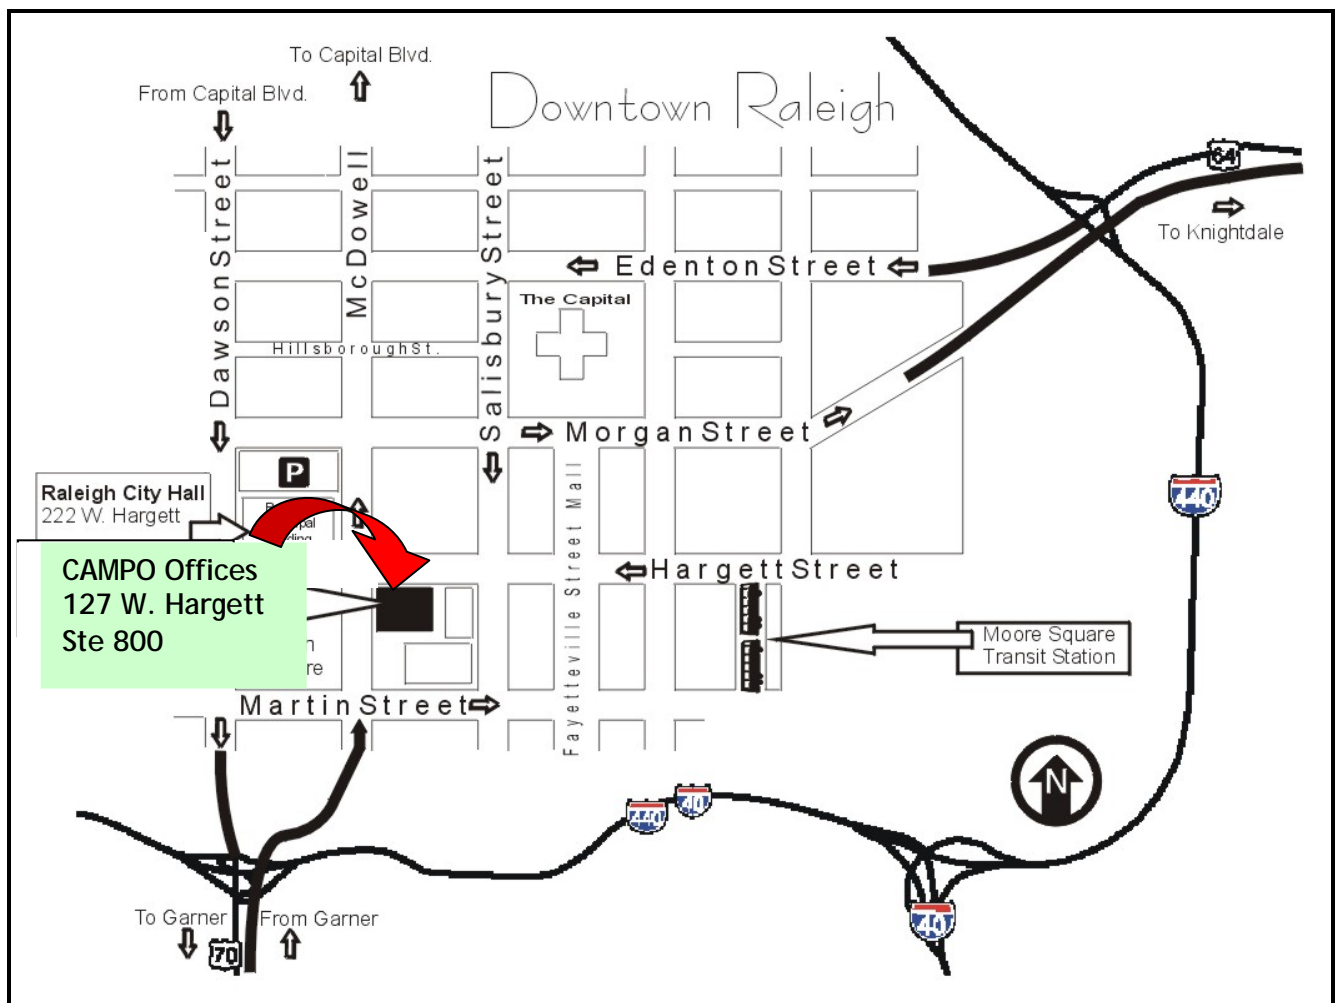 To Capital Blvd.
From Capital Blvd.
Downtown Raleigh
64
To Knightdale
Dawson Street
McDowell
Salisbury Street
Edenton Street
The Capital
Hillsborough St.
Morgan Street
P
Raleigh City Hall
222 W. Hargett
440
Fayetteville Street Mall
Hargett Street
CAMPO Offices
127 W. Hargett
Ste 800
Moore Square
Transit Station
Martin Street
N
440
40
To Garner
From Garner
70
40